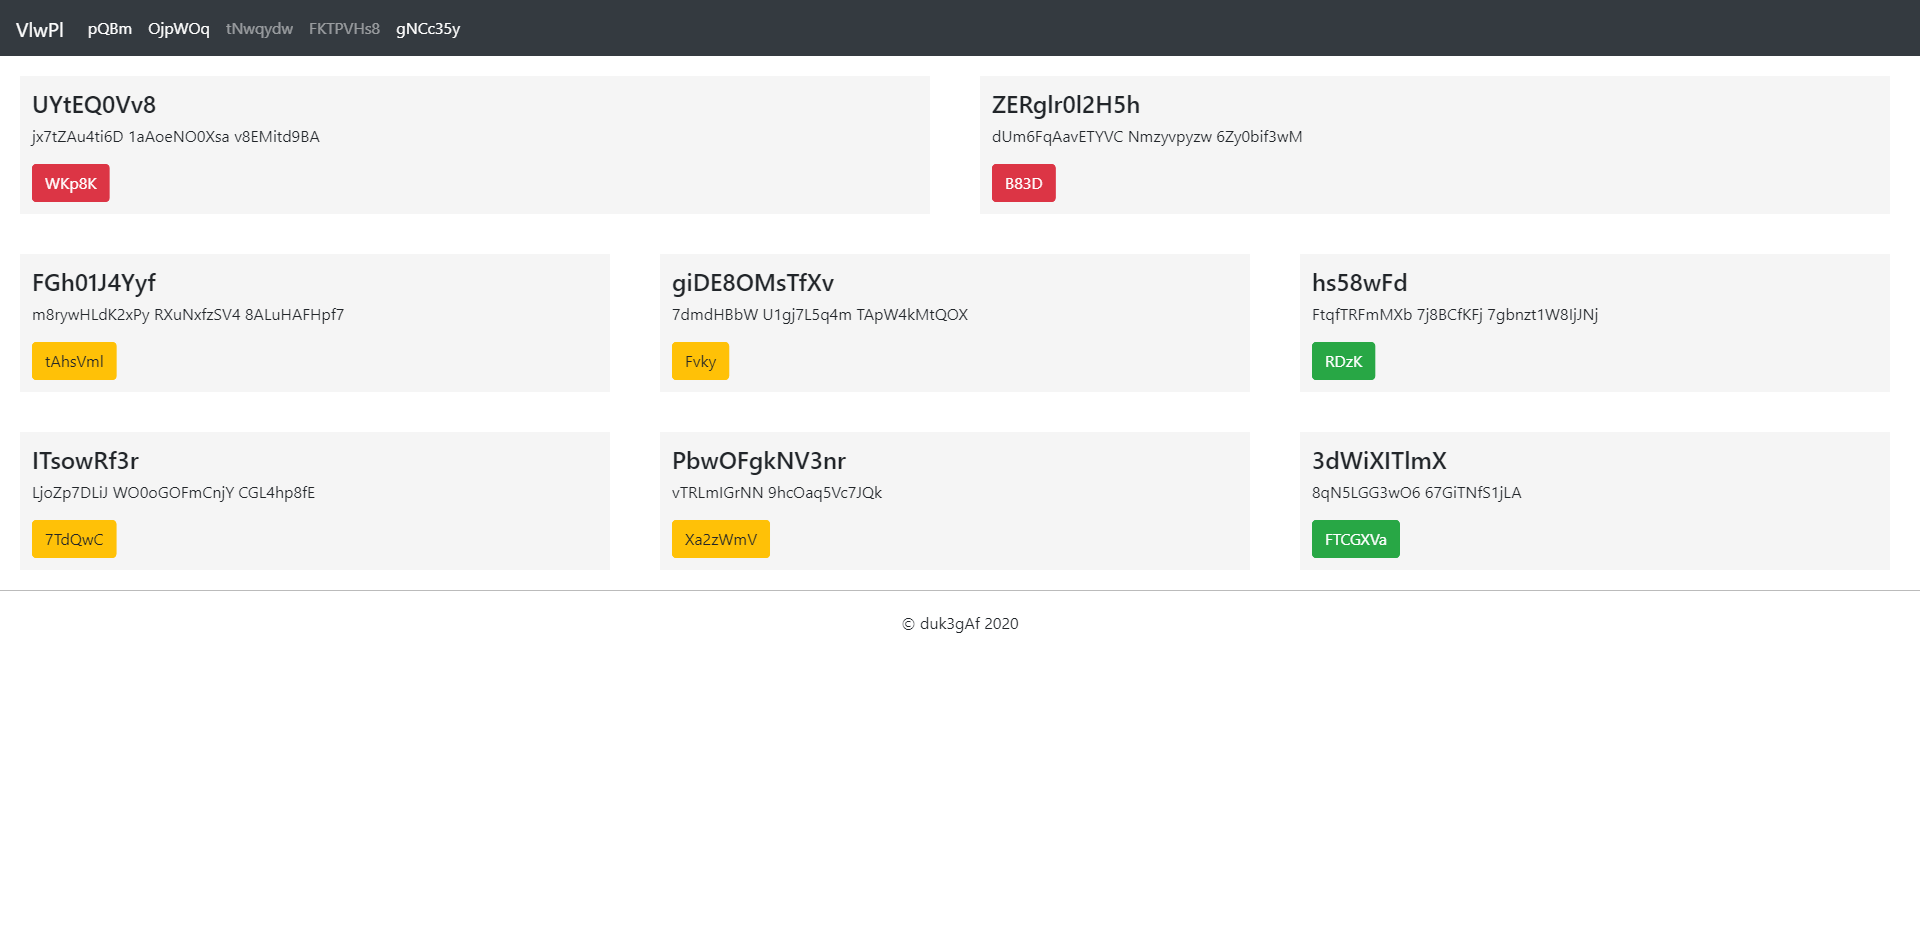 VlwPl pQBm OjpWOq tNwqydw FKTPVHs8 gNCc35y
UYtEQ0Vv8
jx7tZAu4ti6D 1aAoeNO0Xsa v8EMitd9BA
WKp8K
ZERglr0l2H5h
dUm6FqAavETYVC Nmzyvpyzw 6Zy0bif3wM
B83D
FGh01J4Yyf
m8rywHLdK2xPy RXuNxfzSV4 8ALuHAFHpf7
tAhsVml
giDE8OMsTfXv
7dmdHBbW U1gj7L5q4m TApW4kMtQOX
Fvky
hs58wFd
FtqfTRFmMXb 7j8BCfKFj 7gbnzt1W8IjJNj
RDzK
ITsowRf3r
LjoZp7DLiJ WO0oGOFmCnjY CGL4hp8fE
7TdQwC
PbwOFgkNV3nr
vTRLmIGrNN 9hcOaq5Vc7JQk
Xa2zWmV
3dWiXITlmX
8qN5LGG3wO6 67GiTNfS1jLA
FTCGXVa
© duk3gAf 2020